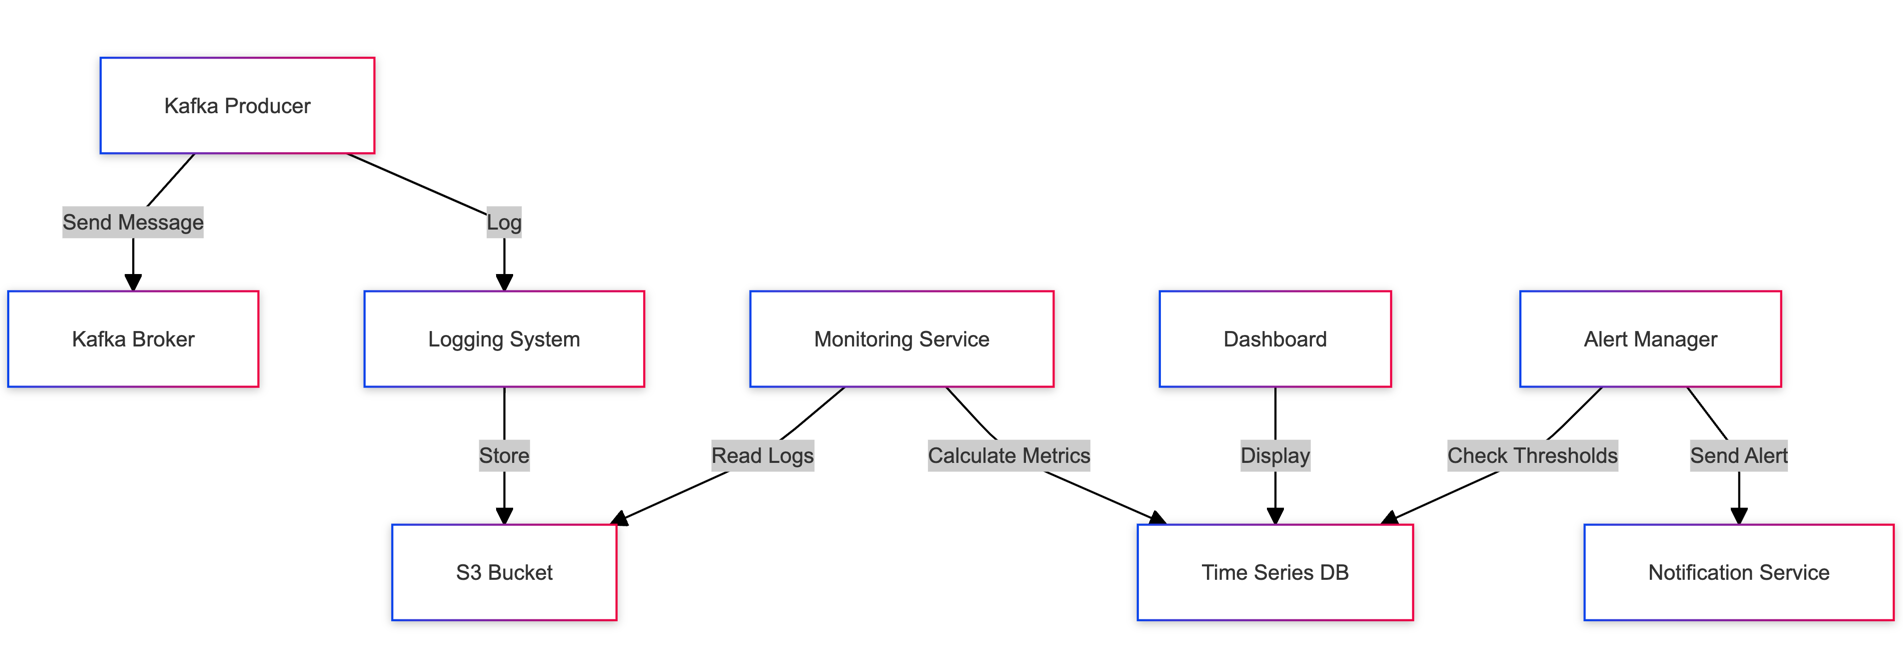 Kafka Producer
Send Message
Log
Kafka Broker
Logging System
Monitoring Service
Dashboard
Alert Manager
Store
Read Logs
Calculate Metrics
Display
Check Thresholds
Send Alert
S3 Bucket
Time Series DB
Notification Service